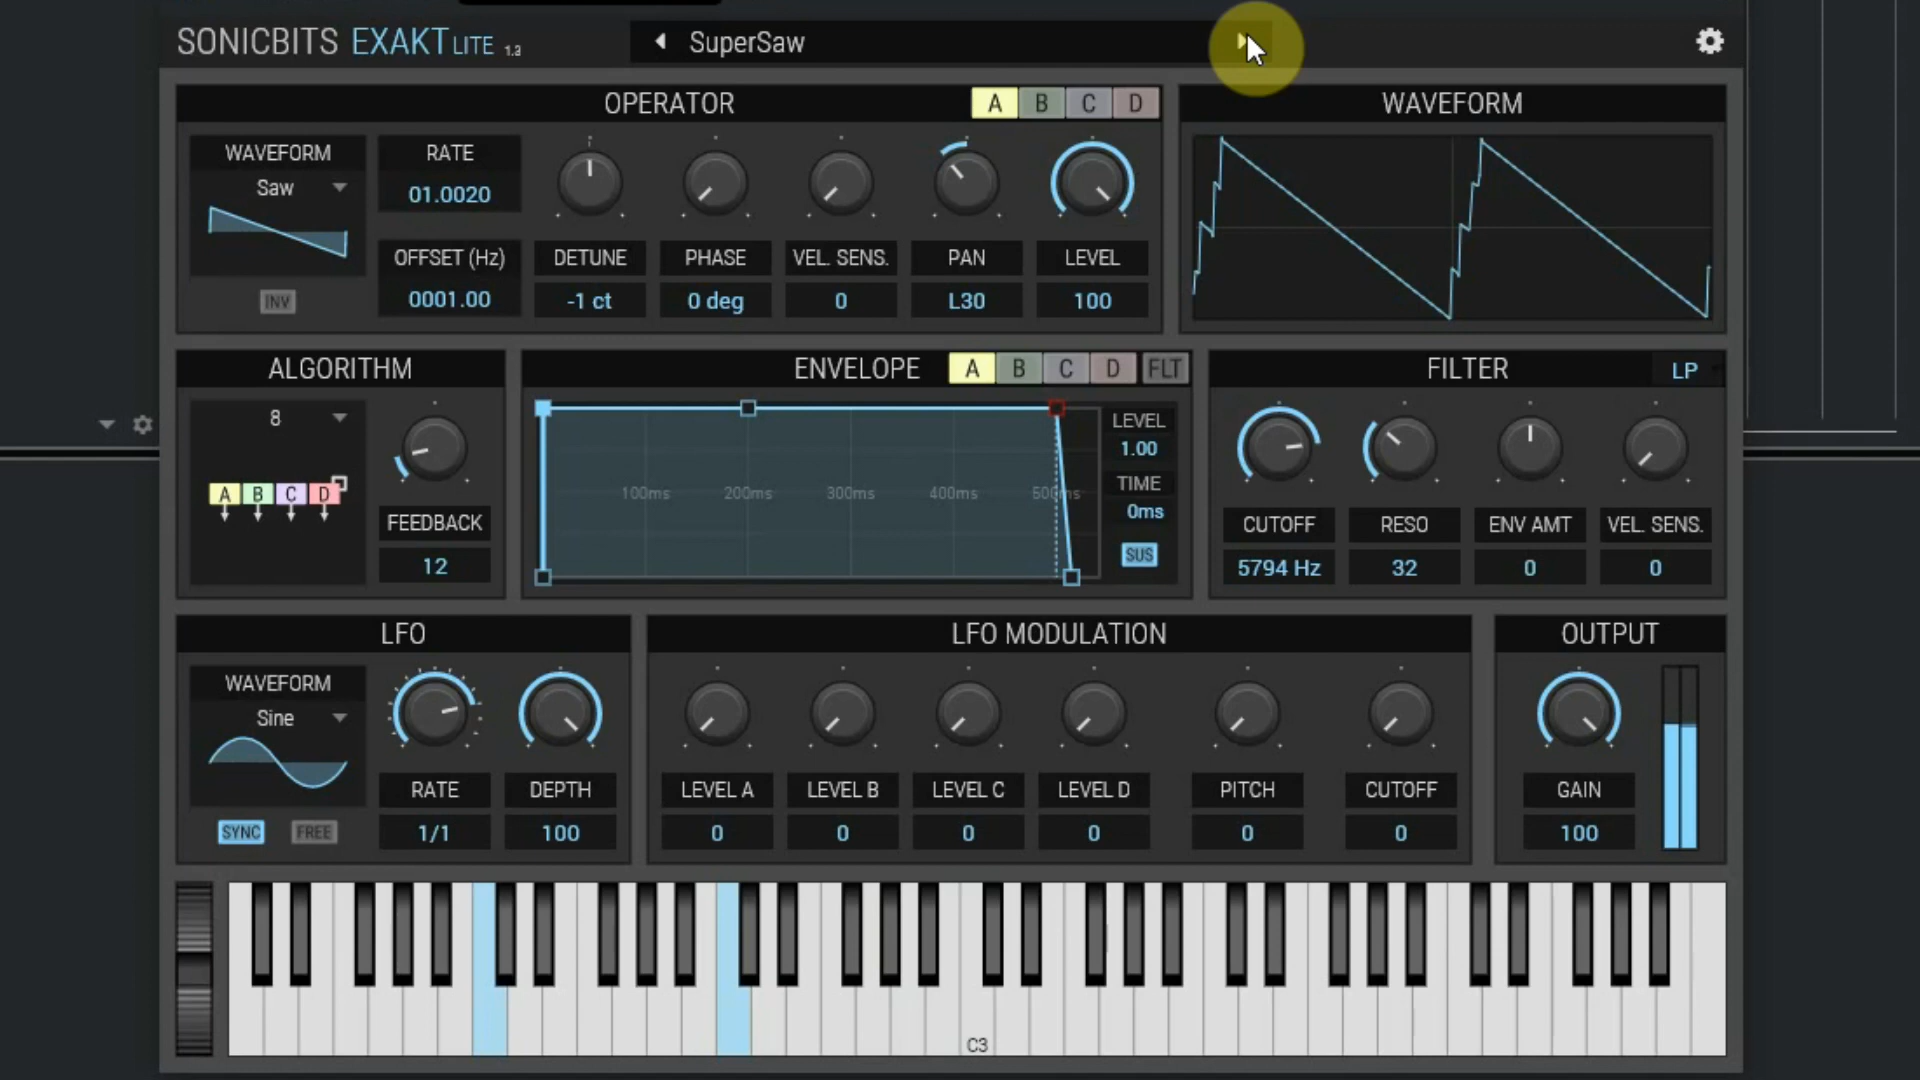 SONICBITS EXAKT LITE 1.3
SuperSaw
OPERATOR
A B C D
WAVEFORM
WAVEFORM
Saw
INV
RATE
01.0020
OFFSET (Hz)
0001.00
DETUNE
-1 ct
PHASE
0 deg
VEL. SENS.
0
PAN
L30
LEVEL
100
ALGORITHM
8
A B C D
FEEDBACK
12
ENVELOPE
A B C D FLT
100ms 200ms 300ms 400ms 500ms
LEVEL
1.00
TIME
0ms
SUS
FILTER
LP
CUTOFF
5794 Hz
RESO
32
ENV AMT
0
VEL. SENS.
0
LFO
WAVEFORM
Sine
SYNC FREE
RATE
1/1
DEPTH
100
LFO MODULATION
LEVEL A
0
LEVEL B
0
LEVEL C
0
LEVEL D
0
PITCH
0
CUTOFF
0
OUTPUT
GAIN
100
C3